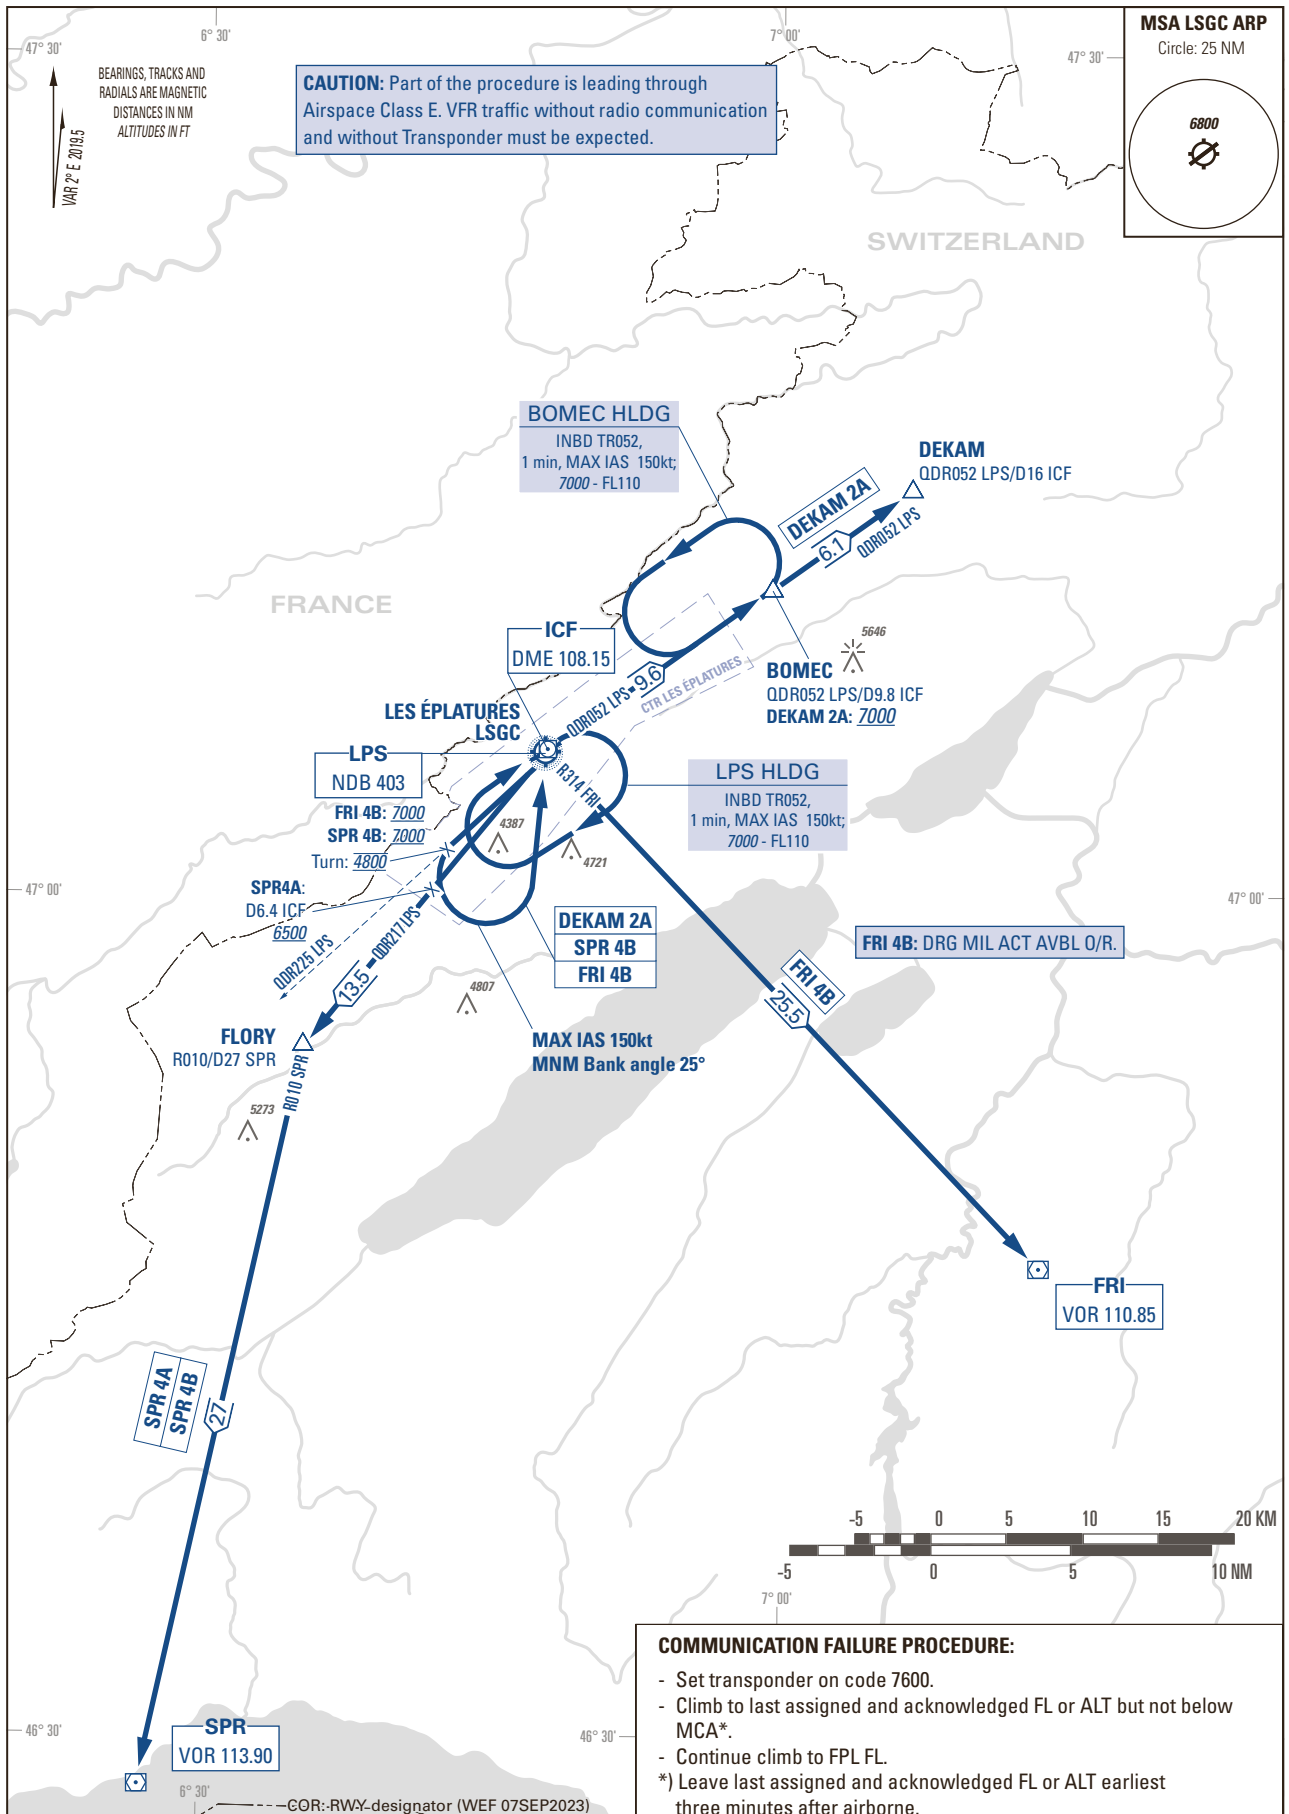 6° 30'
7° 00'
47° 30'
47° 30'
MSA LSGC ARP
Circle: 25 NM
6800
BEARINGS, TRACKS AND
RADIALS ARE MAGNETIC
DISTANCES IN NM
ALTITUDES IN FT
VAR 2° E 2019.5
CAUTION: Part of the procedure is leading through
Airspace Class E. VFR traffic without radio communication
and without Transponder must be expected.
SWITZERLAND
BOMEC HLDG
INBD TR052,
1 min, MAX IAS 150kt;
7000 - FL110
DEKAM
QDR052 LPS/D16 ICF
DEKAM 2A
6.1
QDR052 LPS
FRANCE
ICF
DME 108.15
5646
BOMEC
QDR052 LPS/D9.8 ICF
DEKAM 2A: 7000
QDR052 LPS
9.6
CTR LES ÉPLATURES
LES ÉPLATURES
LSGC
LPS
NDB 403
R314 FRI
LPS HLDG
INBD TR052,
1 min, MAX IAS 150kt;
7000 - FL110
FRI 4B: 7000
SPR 4B: 7000
Turn: 4800
4387
4721
47° 00'
47° 00'
SPR4A:
D6.4 ICF
6500
QDR225 LPS
QDR217 LPS
13.5
DEKAM 2A
SPR 4B
FRI 4B
FRI 4B: DRG MIL ACT AVBL O/R.
FRI 4B
25.5
4807
FLORY
R010/D27 SPR
MAX IAS 150kt
MNM Bank angle 25°
R010 SPR
5273
FRI
VOR 110.85
SPR 4A
SPR 4B
27
-5 0 5 10 15 20 KM
-5 0 5 10 NM
7° 00'
COMMUNICATION FAILURE PROCEDURE:
- Set transponder on code 7600.
- Climb to last assigned and acknowledged FL or ALT but not below
MCA*.
- Continue climb to FPL FL.
*) Leave last assigned and acknowledged FL or ALT earliest
three minutes after airborne.
46° 30'
46° 30'
SPR
VOR 113.90
6° 30'
COR: RWY designator (WEF 07SEP2023)